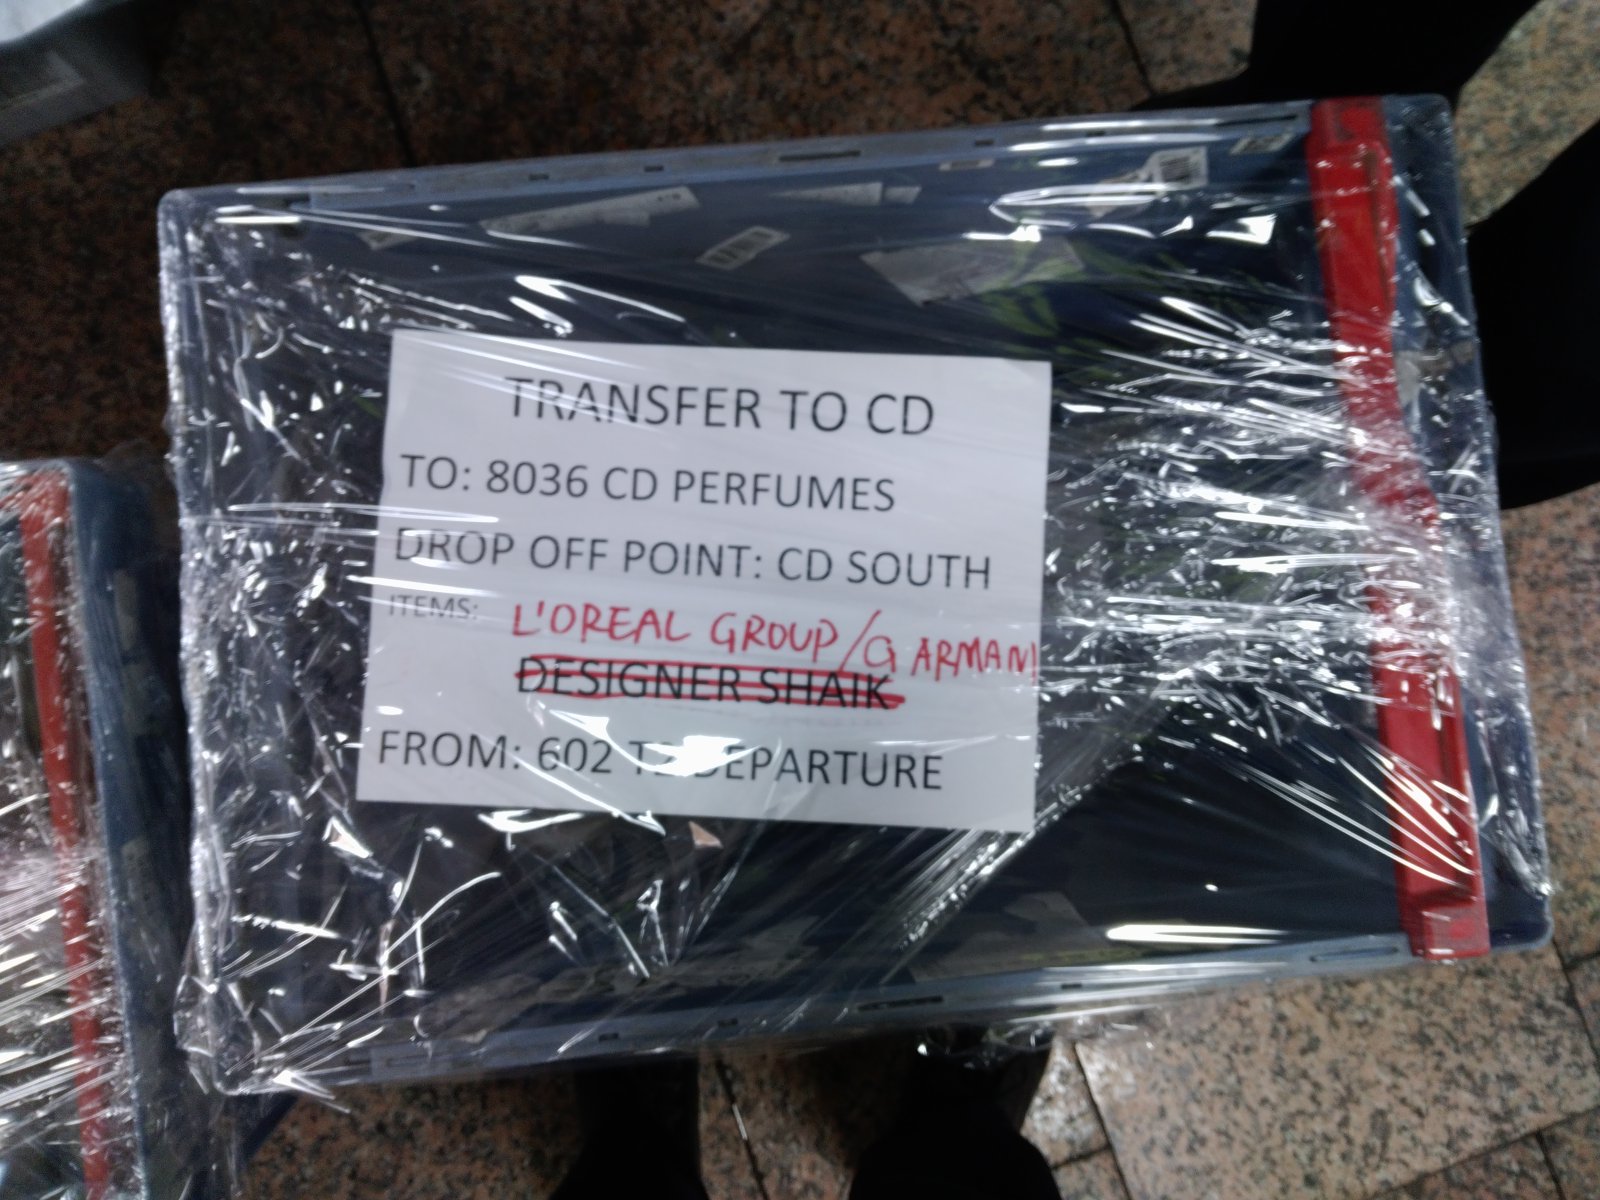 TRANSFER TO CD
TO: 8036 CD PERFUMES
DROP OFF POINT: CD SOUTH
ITEMS: L'OREAL GROUP/G ARMANI
DESIGNER SHAIK
FROM: 602 T2 DEPARTURE